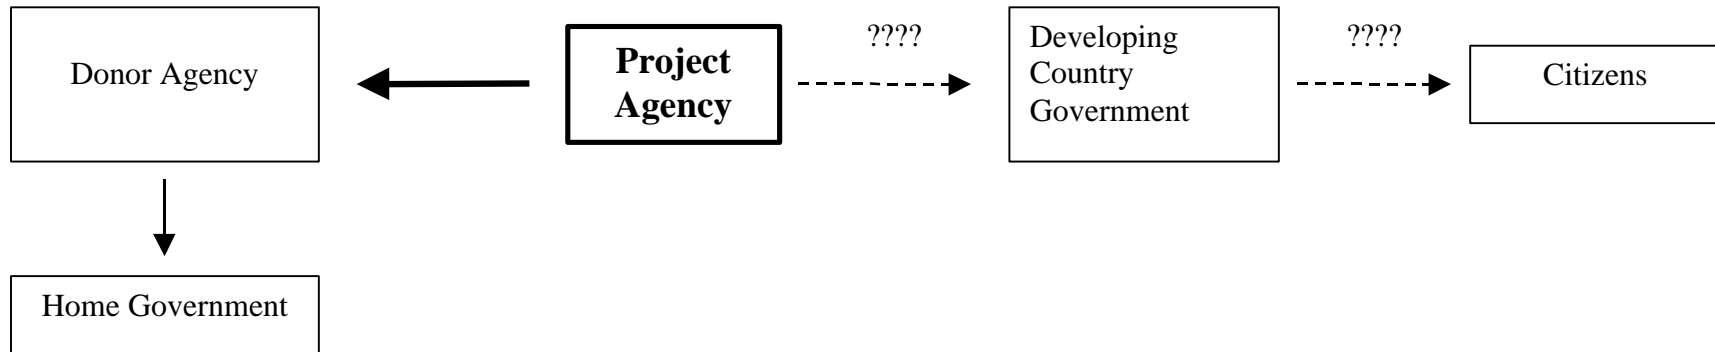 Donor Agency
Project
Agency
????
Developing
Country
Government
????
Citizens
Home Government